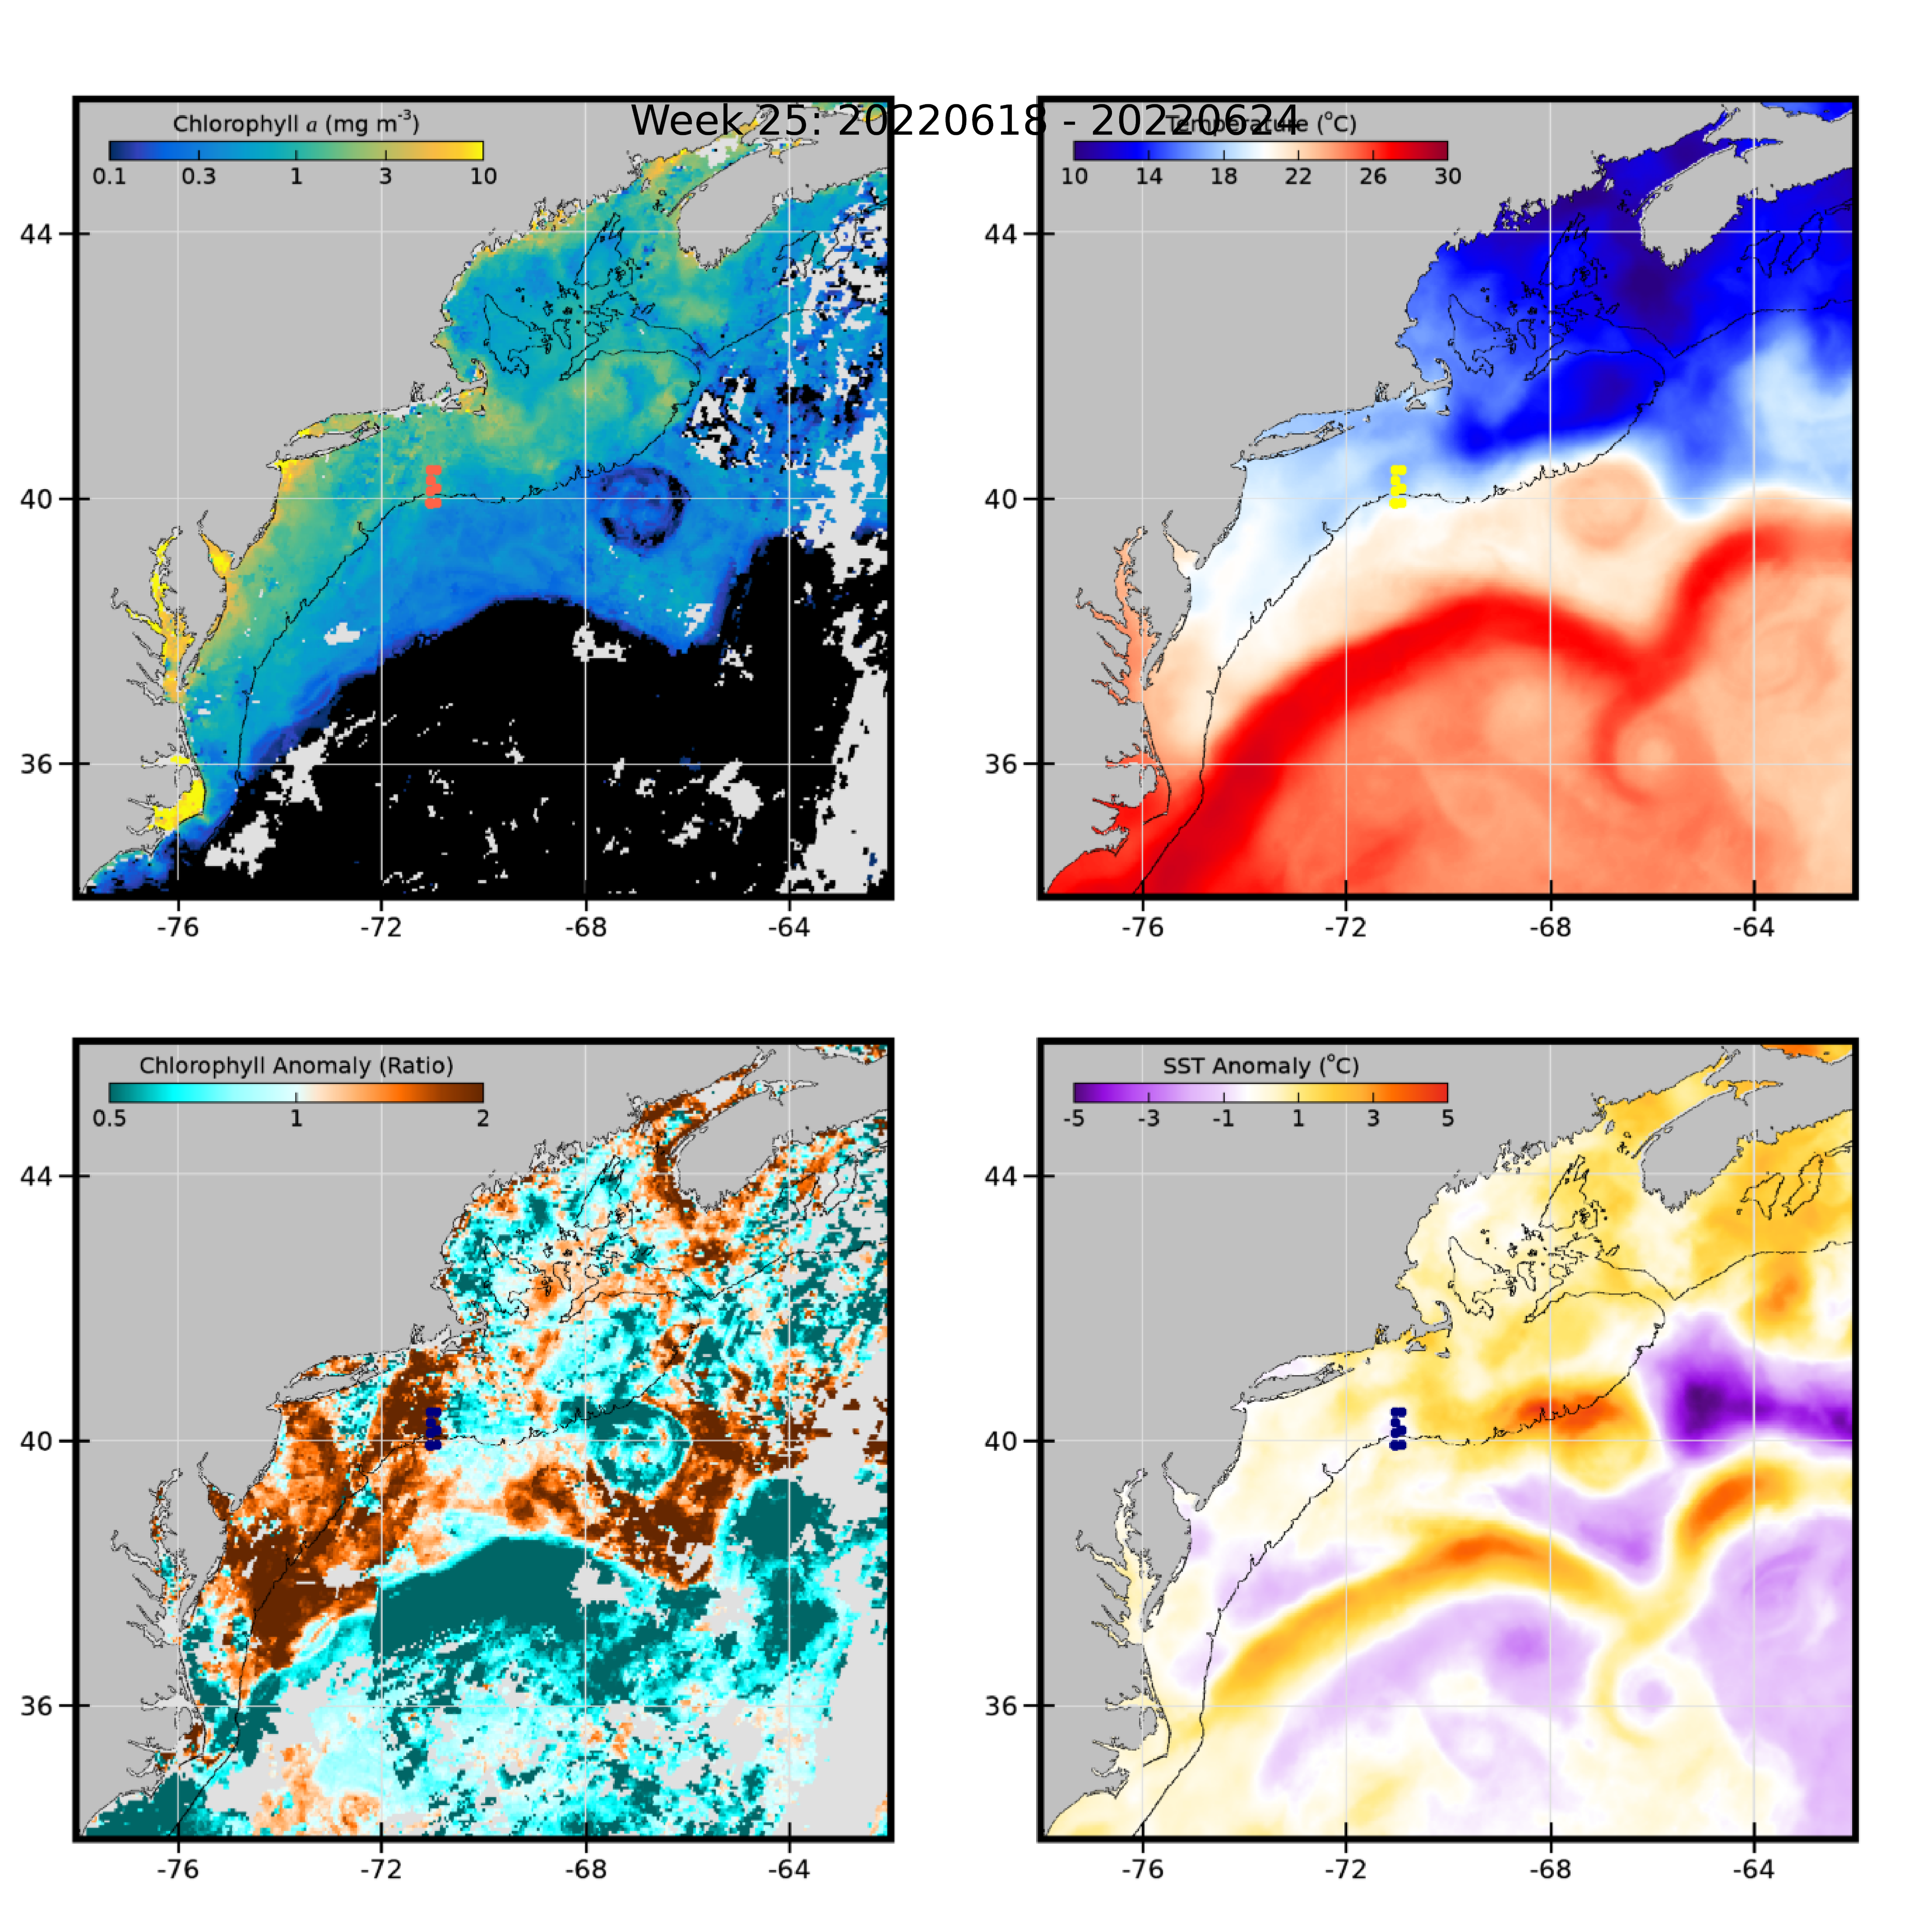 Week 25: 20220618 - 20220624
Chlorophyll a (mg m-3)
0.1 0.3 1 3 10
44
40
36
-76 -72 -68 -64
Temperature (oC)
10 14 18 22 26 30
44
40
36
-76 -72 -68 -64
Chlorophyll Anomaly (Ratio)
0.5 1 2
44
40
36
-76 -72 -68 -64
SST Anomaly (oC)
-5 -3 -1 1 3 5
44
40
36
-76 -72 -68 -64